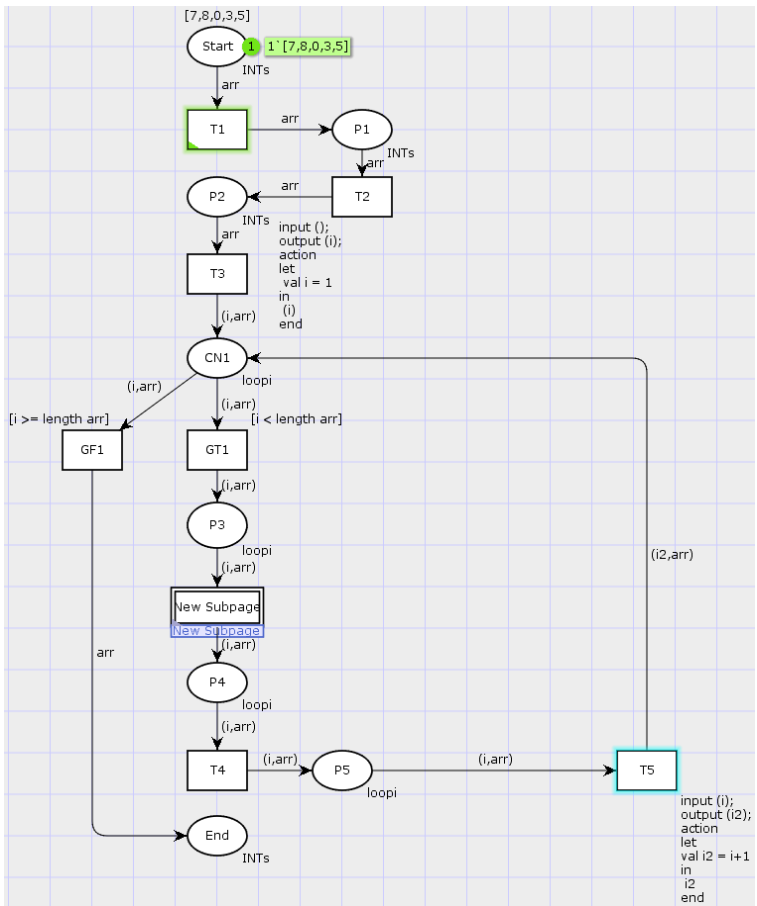 [7,8,0,3,5]
Start
1
1`[7,8,0,3,5]
INTs
arr
T1
arr
P1
INTs
arr
T2
arr
P2
INTs
arr
input ();
output (i);
action
let
val i = 1
in
(i)
end
T3
(i,arr)
CN1
loopi
(i,arr)
(i,arr)
[i >= length arr]
[i < length arr]
GF1
GT1
(i,arr)
P3
loopi
(i,arr)
(i2,arr)
New Subpage
New Subpage
(i,arr)
arr
P4
loopi
(i,arr)
T4
(i,arr)
P5
loopi
(i,arr)
T5
input (i);
output (i2);
action
let
val i2 = i+1
in
i2
end
End
INTs